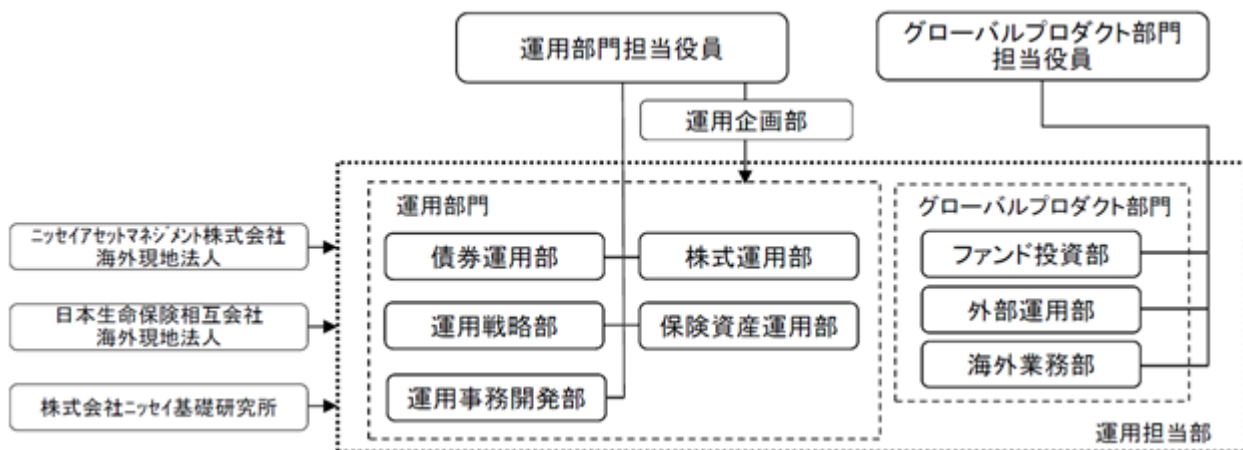 運用部門担当役員
グローバルプロダクト部門
担当役員
運用企画部
運用部門
グローバルプロダクト部門
ニッセイアセットマネジメント株式会社
海外現地法人
債券運用部
株式運用部
ファンド投資部
日本生命保険相互会社
海外現地法人
運用戦略部
保険資産運用部
外部運用部
海外業務部
株式会社ニッセイ基礎研究所
運用事務開発部
運用担当部